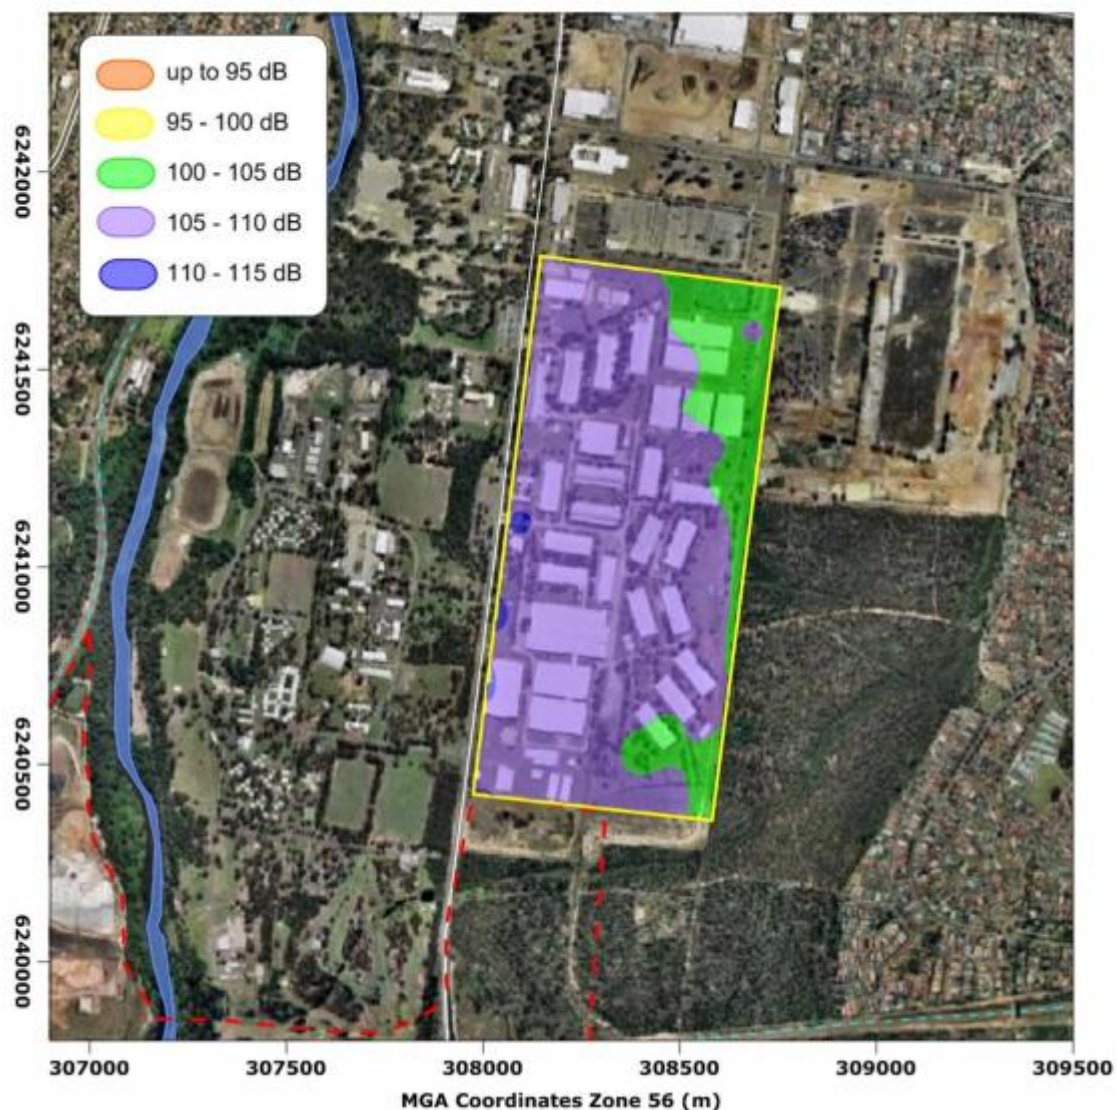 up to 95 dB
95 - 100 dB
100 - 105 dB
105 - 110 dB
110 - 115 dB
6242000
6241500
6241000
6240500
6240000
307000 307500 308000 308500 309000 309500
MGA Coordinates Zone 56 (m)